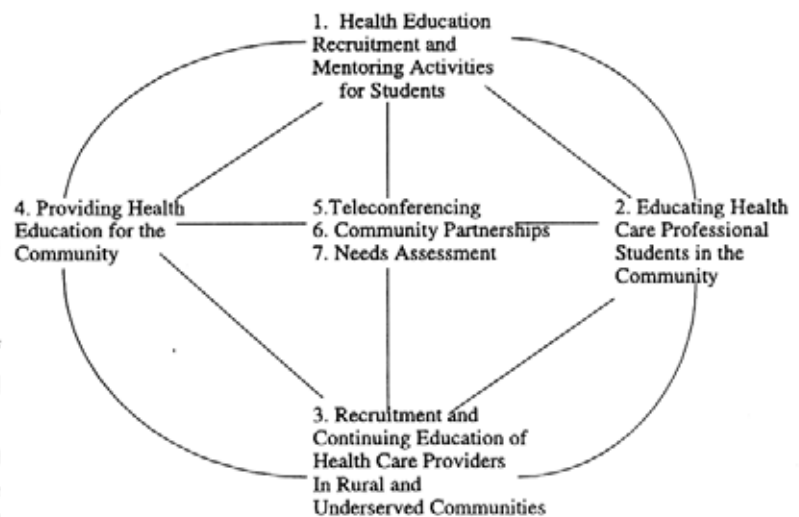 1. Health Education
Recruitment and
Mentoring Activities
for Students
4. Providing Health
Education for the
Community
5.Teleconferencing
6. Community Partnerships
7. Needs Assessment
2. Educating Health
Care Professional
Students in the
Community
3. Recruitment and
Continuing Education of
Health Care Providers
In Rural and
Underserved Communities